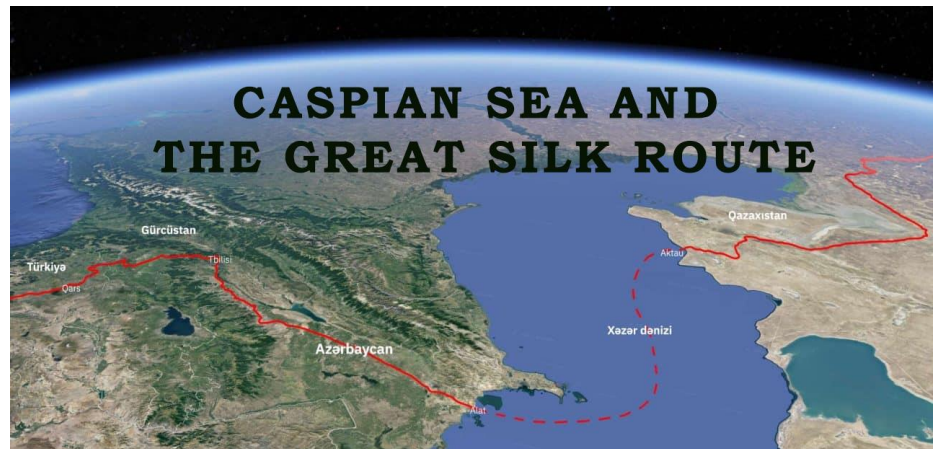 CASPIAN SEA AND
THE GREAT SILK ROUTE
Qazaxıstan
Gürcüstan
Tbilisi
Aktau
Türkiyə
Qars
Xəzər dənizi
Azərbaycan
Alat